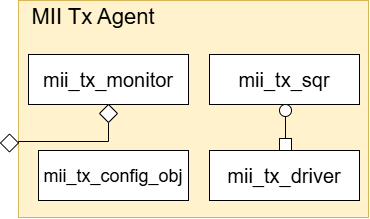 MII Tx Agent
mii_tx_monitor
mii_tx_sqr
mii_tx_config_obj
mii_tx_driver